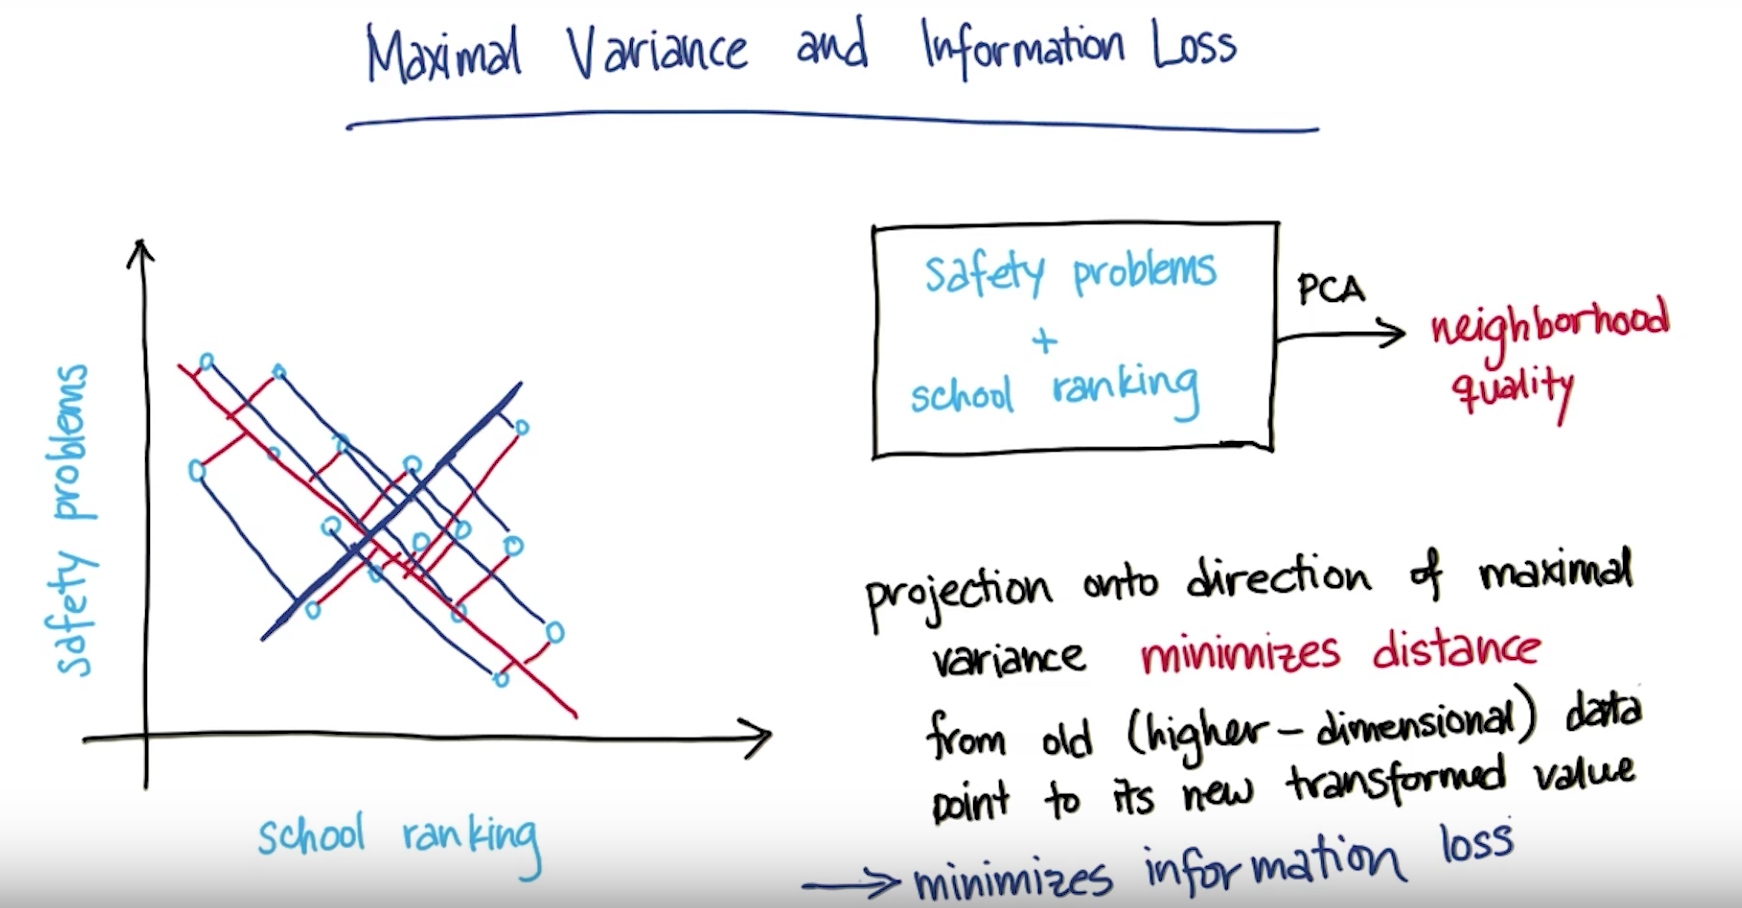 Maximal Variance and Information Loss
safety problems
school ranking
safety problems
+
school ranking
PCA
neighborhood
quality
projection onto direction of maximal
variance minimizes distance
from old (higher-dimensional) data
point to its new transformed value
→ minimizes information loss